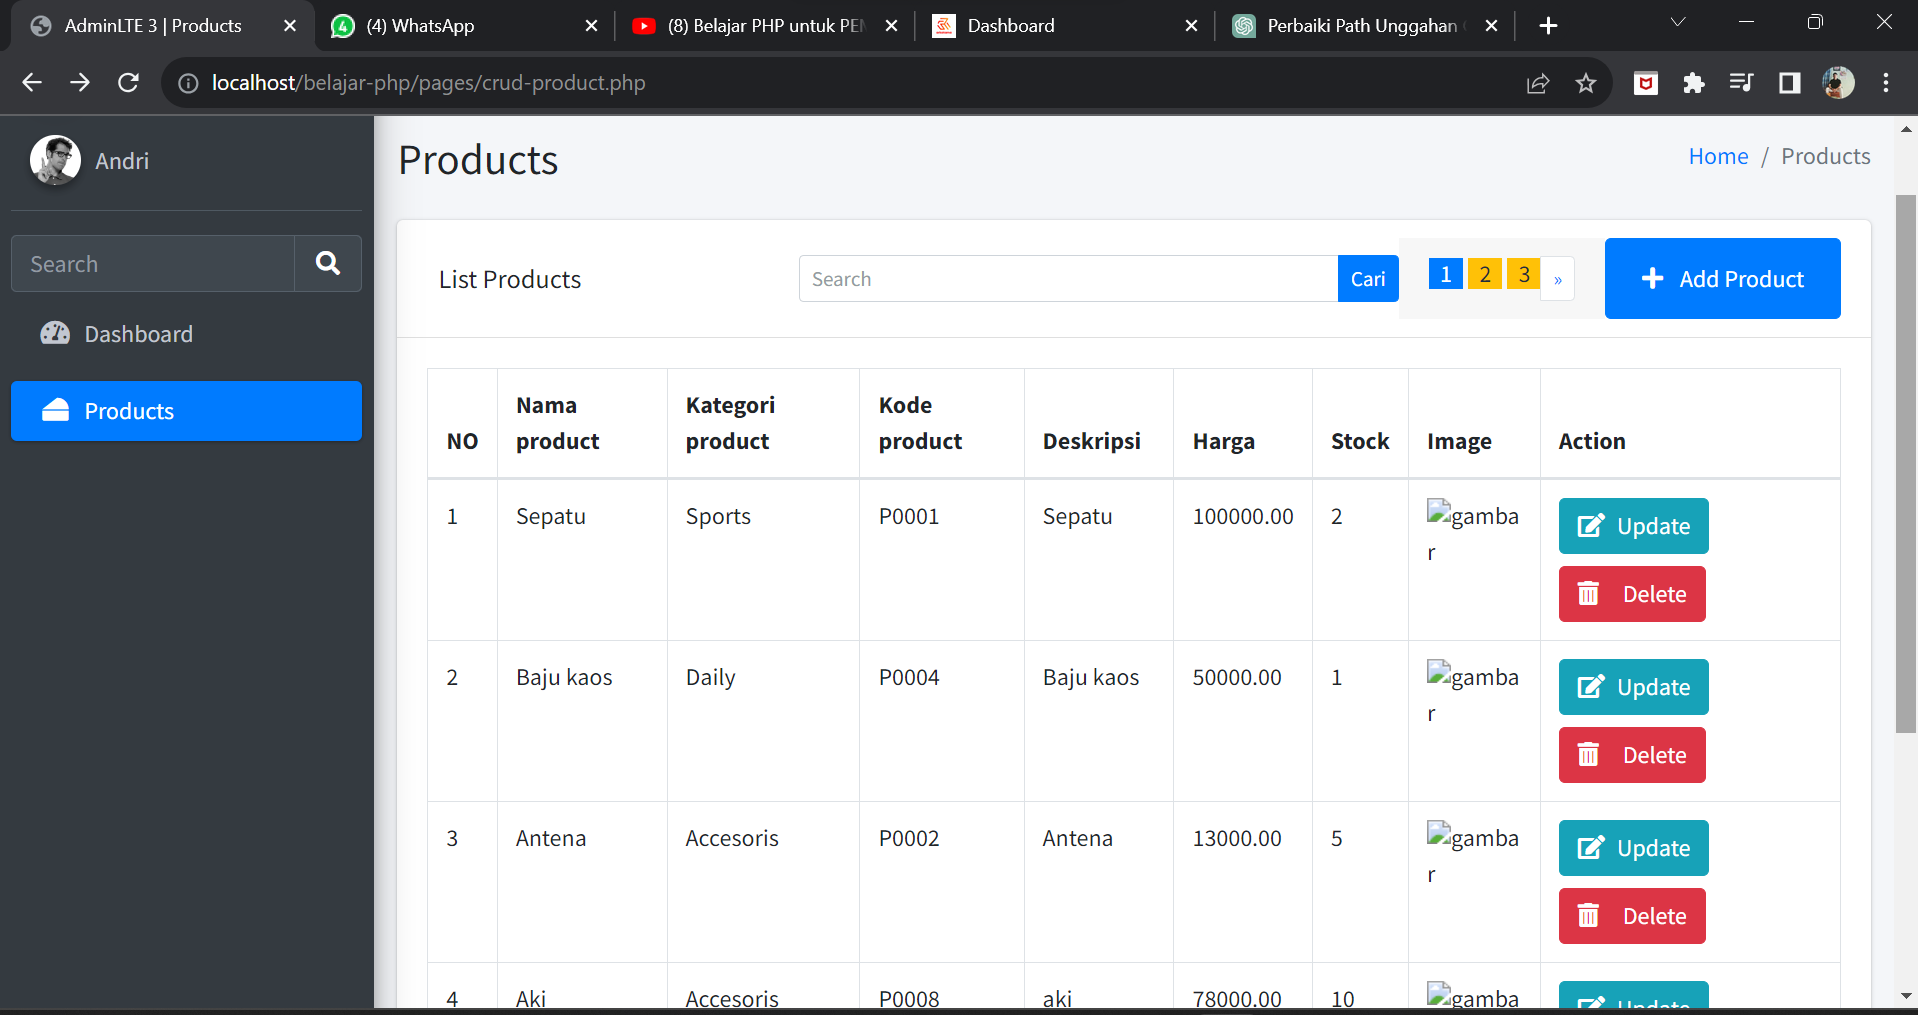 AdminLTE 3 | Products
(4) WhatsApp
(8) Belajar PHP untuk PEM
Dashboard
Perbaiki Path Unggahan
localhost/belajar-php/pages/crud-product.php
Andri
Search
Dashboard
Products
Products
Home / Products
List Products
Search
Cari
1 2 3 »
Add Product
NO Nama product Kategori product Kode product Deskripsi Harga Stock Image Action
1 Sepatu Sports P0001 Sepatu 100000.00 2 gambar Update
Delete
2 Baju kaos Daily P0004 Baju kaos 50000.00 1 gambar Update
Delete
3 Antena Accesoris P0002 Antena 13000.00 5 gambar Update
Delete
4 Aki Accesoris P0008 aki 78000.00 10 gamba Update